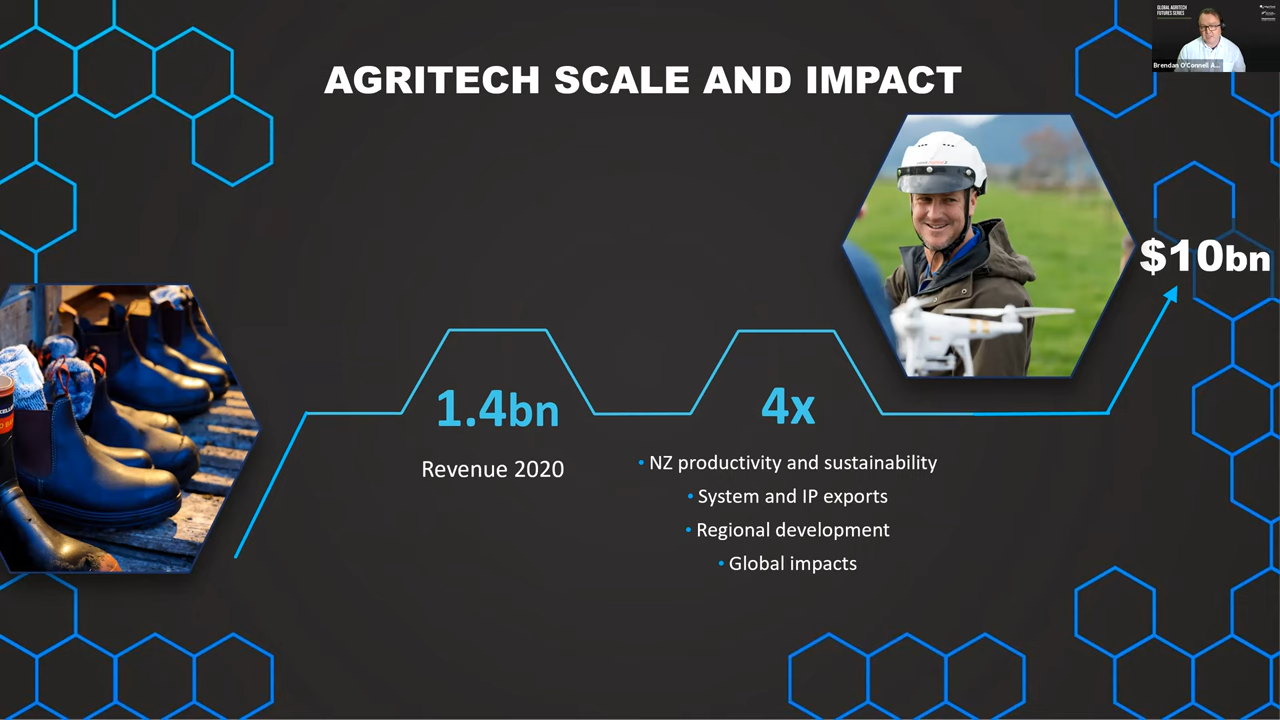 GLOBAL AGRITECH
FUTURES SERIES
Brendan O'Connell A...
AGRITECH SCALE AND IMPACT
$10bn
1.4bn
Revenue 2020
4x
• NZ productivity and sustainability
• System and IP exports
• Regional development
• Global impacts